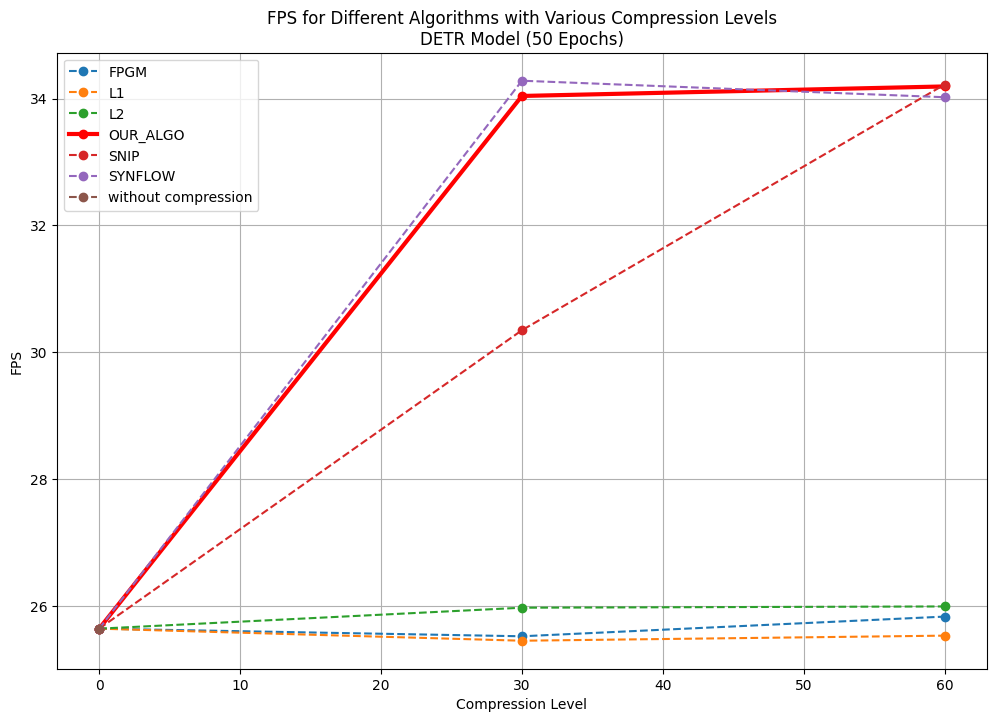 FPS for Different Algorithms with Various Compression Levels
DETR Model (50 Epochs)
FPGM
L1
L2
OUR_ALGO
SNIP
SYNFLOW
without compression
FPS
34
32
30
28
26
0 10 20 30 40 50 60
Compression Level